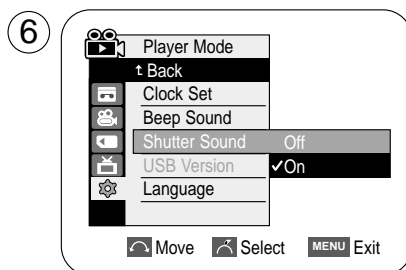 6
Player Mode
Back
Clock Set
Beep Sound
Shutter Sound Off
USB Version ✓On
Language
Move Select MENU Exit